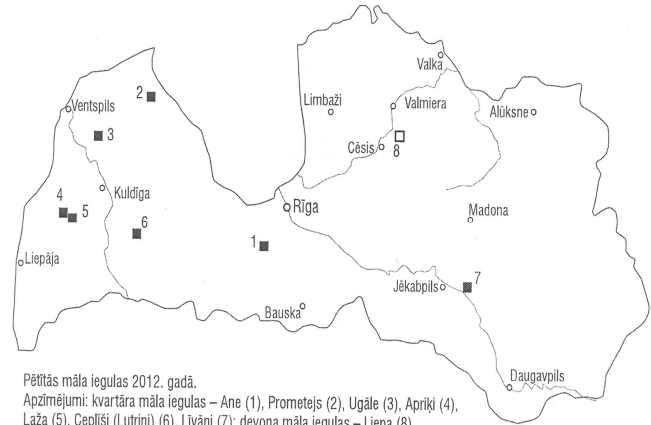 Valka
2
Ventspils
Limbaži
Valmiera
Alūksne
3
Cēsis
8
4
Kuldīga
5
Rīga
Madona
6
1
Liepāja
7
Jēkabpils
Bauska
Daugavpils
Pētītās māla iegulas 2012. gadā.
Apzīmējumi: kvartāra māla iegulas – Ane (1), Prometejs (2), Ugāle (3), Apriķi (4),
Laža (5), Ceplīši (Lutriņi) (6), Līvāni (7); devona māla iegulas – Liepa (8)